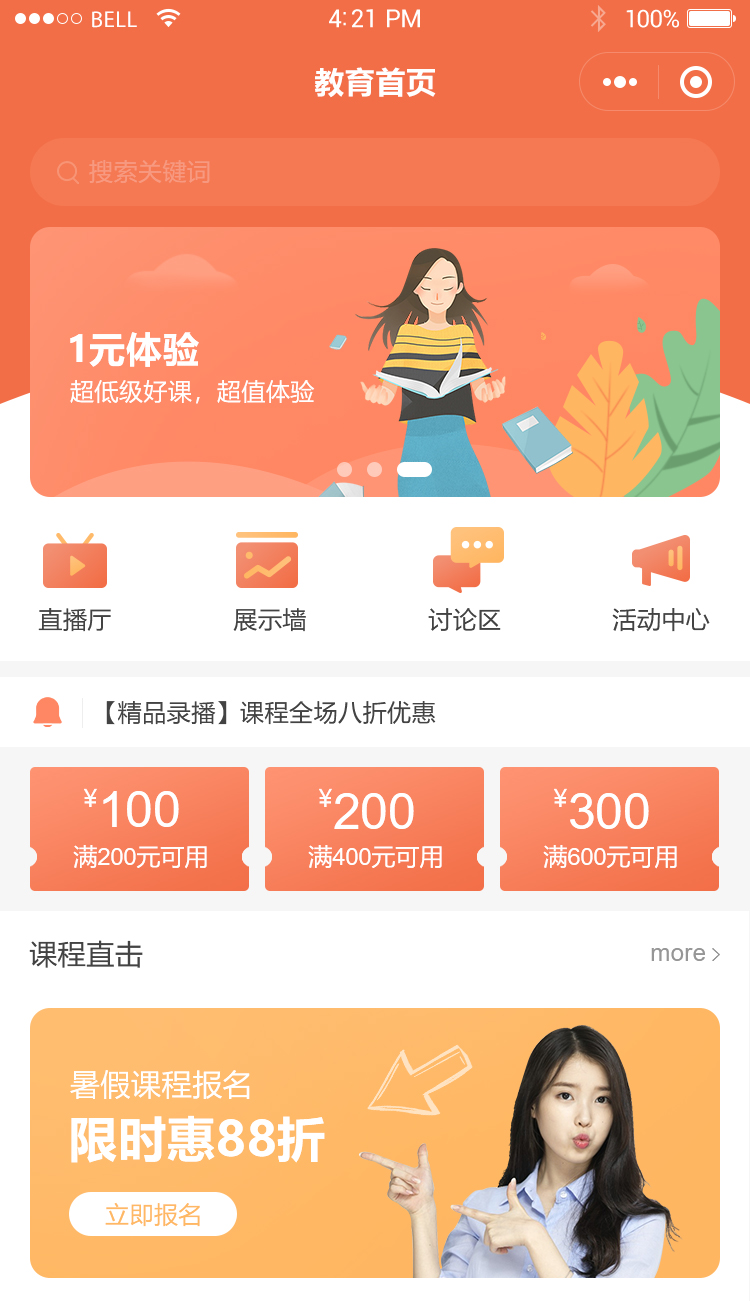 BELL 4:21 PM 100%
教育首页
搜索关键词
1元体验
超低级好课，超值体验
直播厅 展示墙 讨论区 活动中心
【精品录播】课程全场八折优惠
¥100 ¥200 ¥300
满200元可用 满400元可用 满600元可用
课程直击 more
暑假课程报名
限时惠88折
立即报名